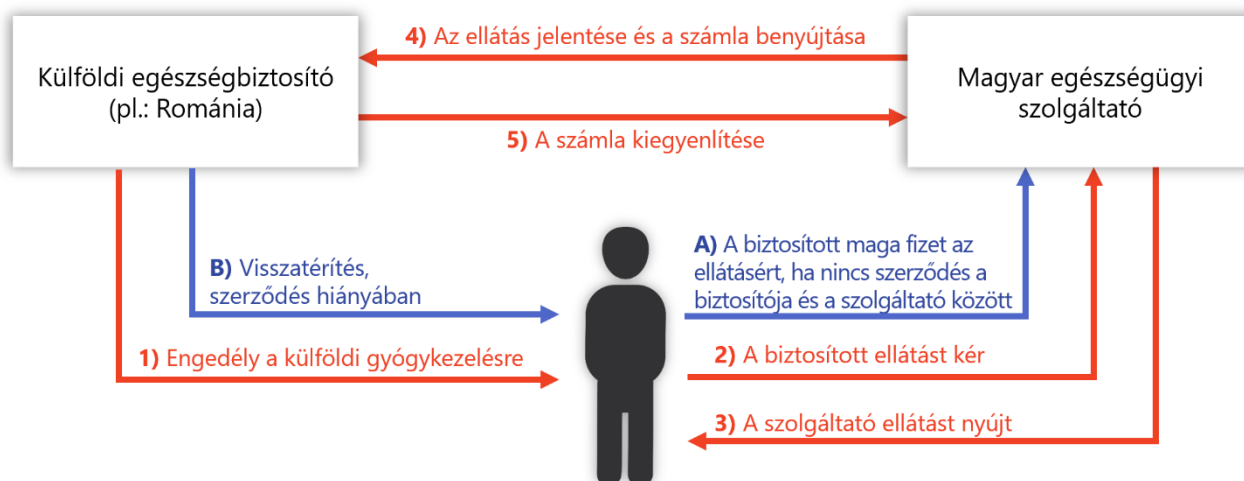 4) Az ellátás jelentése és a számla benyújtása
Külföldi egészségbiztosító
(pl.: Románia)
Magyar egészségügyi
szolgáltató
5) A számla kiegyenlítése
B) Visszatérítés,
szerződés hiányában
A) A biztosított maga fizet az
ellátásért, ha nincs szerződés a
biztosítója és a szolgáltató között
1) Engedély a külföldi gyógykezelésre
2) A biztosított ellátást kér
3) A szolgáltató ellátást nyújt